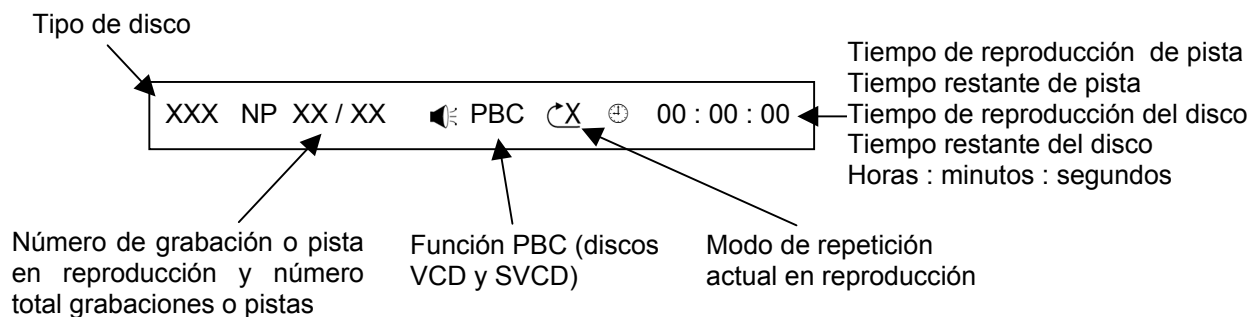 Tipo de disco
Tiempo de reproducción de pista
Tiempo restante de pista
XXX NP XX / XX PBC X 00 : 00 : 00
Tiempo de reproducción del disco
Tiempo restante del disco
Horas : minutos : segundos
Número de grabación o pista
en reproducción y número
total grabaciones o pistas
Función PBC (discos
VCD y SVCD)
Modo de repetición
actual en reproducción